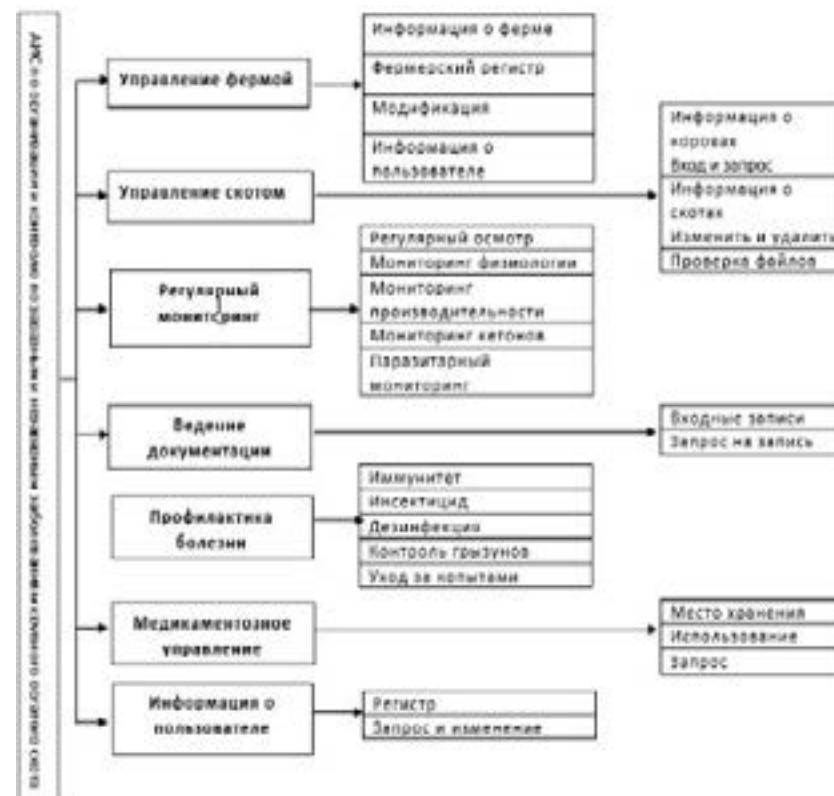 Управление фермой
Информация о ферме
Фермерский регистр
Модификация
Информация о
пользователе
Управление скотом
Информация о
коровах
Вход и запрос
Информация о
скотах
Изменить и удалить
Проверка файлов
Регулярный
мониторинг
Регулярный осмотр
Мониторинг физиологии
Мониторинг
производительности
Мониторинг кетонов
Паразитарный
мониторинг
Ведение
документации
Входные записи
Запрос на запись
Профилактика
болезни
Иммунитет
Инсектицид
Дезинфекция
Контроль грызунов
Уход за копытами
Медикаментозное
управление
Место хранения
Использование
Запрос
Информация о
пользователе
Регистр
Запрос и изменение